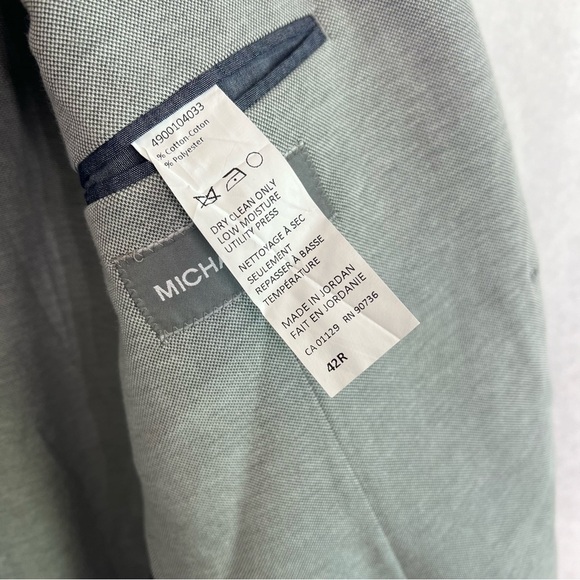 4900104033
% Cotton-Coton
% Polyester
DRY CLEAN ONLY
LOW MOISTURE
UTILITY PRESS
NETTOYAGE À SEC
SEULEMENT
REPASSER À BASSE
TEMPÉRATURE
MADE IN JORDAN
FAIT EN JORDANIE
CA 01129 RN 90736
42R
MICHA